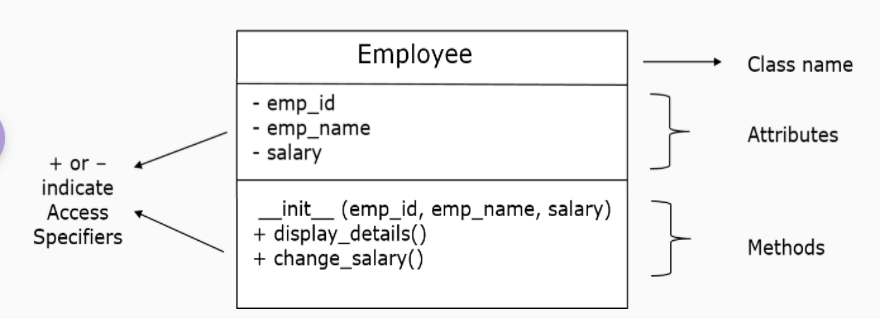 Employee
Class name
- emp_id
- emp_name
- salary
Attributes
+ or –
indicate
Access
Specifiers
__init__ (emp_id, emp_name, salary)
+ display_details()
+ change_salary()
Methods